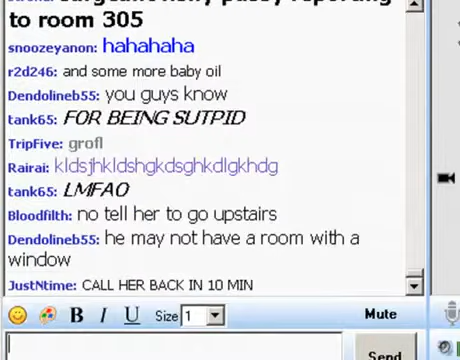 to room 305
snoozeyanon: hahahaha
r2d246: and some more baby oil
Dendolineb55: you guys know
tank65: FOR BEING SUTPID
TripFive: grofl
Rairai: kldsjhkldshgkdsghkdlgkhdg
tank65: LMFAO
Bloodfilth: no tell her to go upstairs
Dendolineb55: he may not have a room with a
window
JustNtime: CALL HER BACK IN 10 MIN
B I U Size 1 Mute
Send